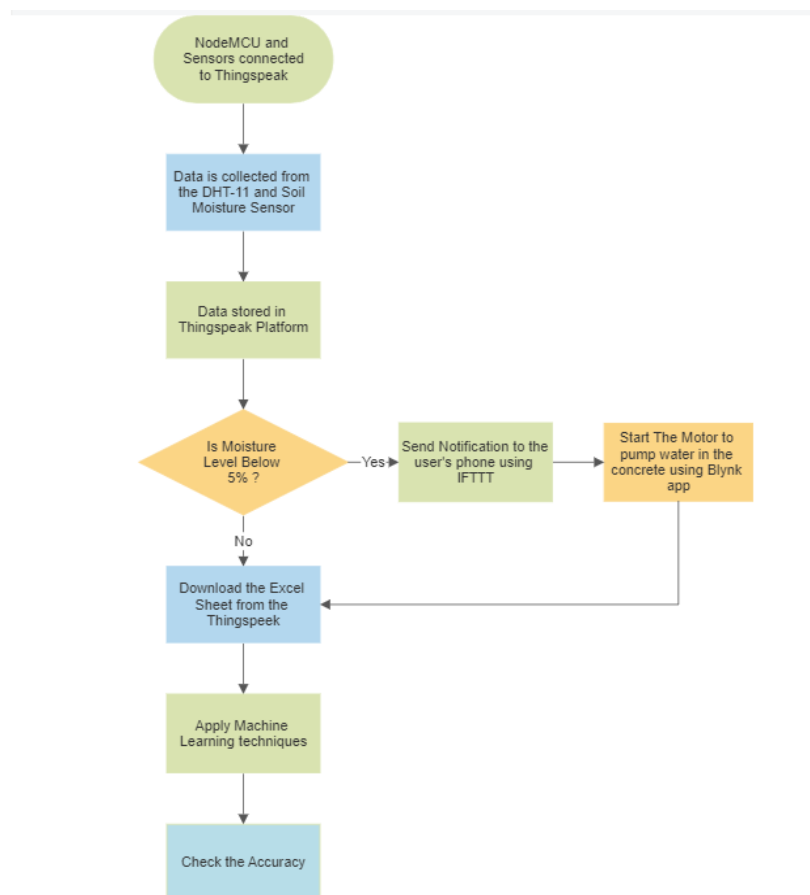 NodeMCU and
Sensors connected
to Thingspeak
Data is collected from
the DHT-11 and Soil
Moisture Sensor
Data stored in
Thingspeak Platform
Is Moisture
Level Below
5% ?
Yes
Send Notification to the
user's phone using
IFTTT
Start The Motor to
pump water in the
concrete using Blynk
app
No
Download the Excel
Sheet from the
Thingspeek
Apply Machine
Learning techniques
Check the Accuracy